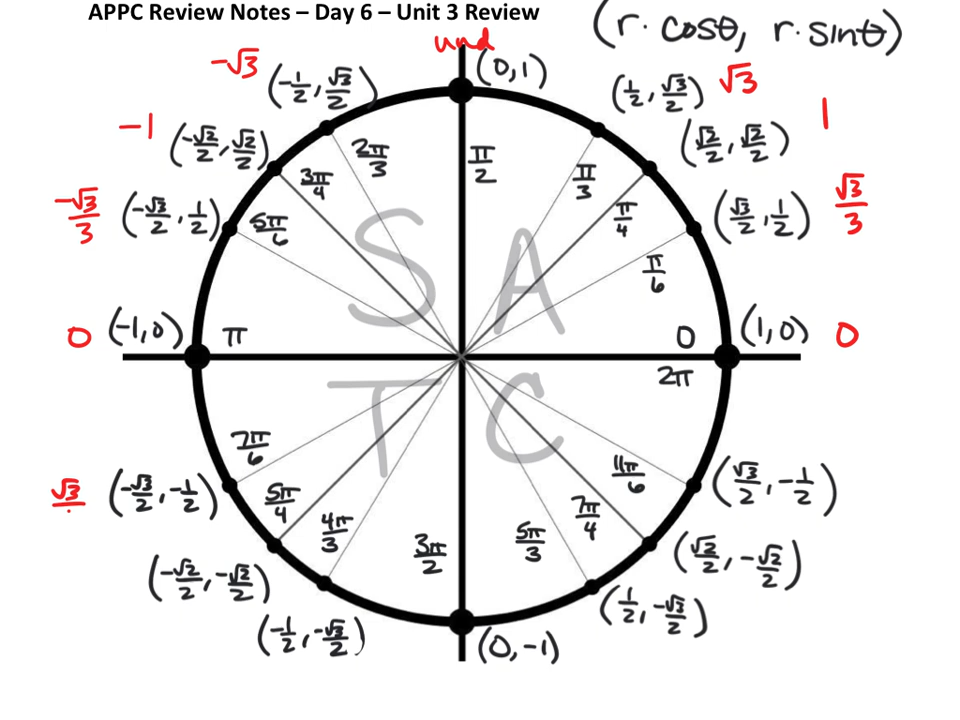 APPC Review Notes – Day 6 – Unit 3 Review
(r·cosθ, r·sinθ)
und
(0,1)
-√3 (-1/2, √3/2)
(1/2, √3/2) √3
-1 (-√2/2, √2/2)
(√2/2, √2/2) 1
-√3/3 (-√3/2, 1/2)
(√3/2, 1/2) √3/3
2π/3 π/2 π/3
3π/4 π/4
5π/6 π/6
S A
0 (-1,0) π
0 (1,0) 0
2π
T C
7π/6 11π/6
√3 (-√3/2, -1/2)
(√3/2, -1/2)
5π/4 7π/4
4π/3 3π/2 5π/3
(-√2/2, -√2/2)
(√2/2, -√2/2)
(-1/2, -√3/2)
(1/2, -√3/2)
(0,-1)